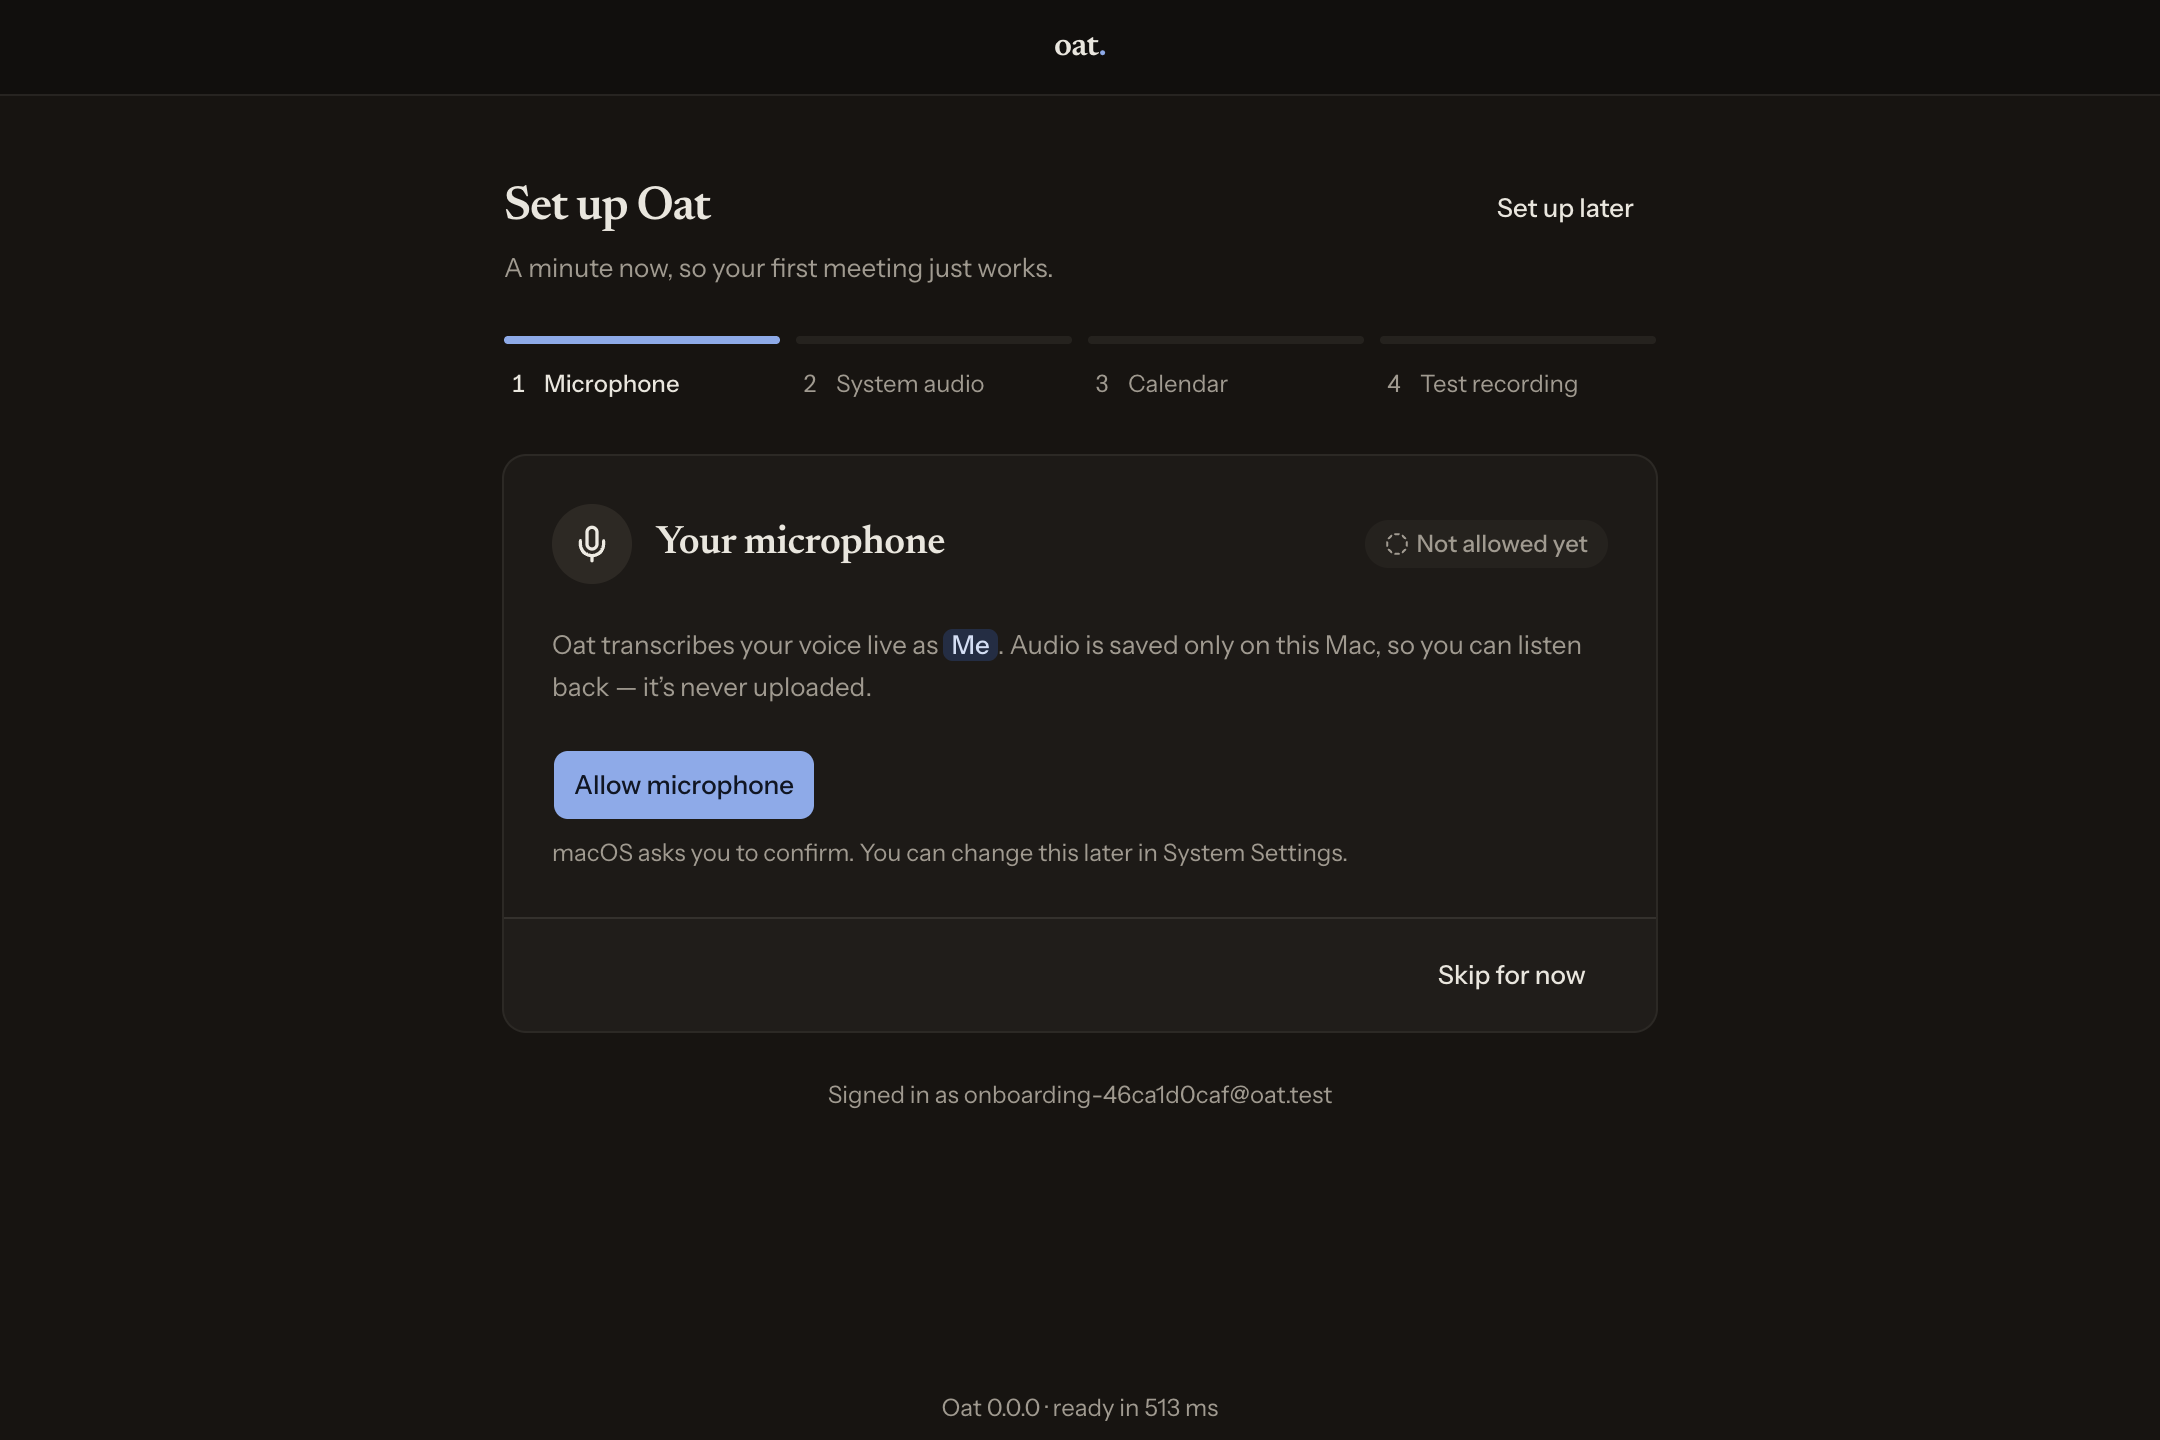 oat.
Set up Oat
Set up later
A minute now, so your first meeting just works.
1 Microphone
2 System audio
3 Calendar
4 Test recording
Your microphone
Not allowed yet
Oat transcribes your voice live as Me. Audio is saved only on this Mac, so you can listen
back — it’s never uploaded.
Allow microphone
macOS asks you to confirm. You can change this later in System Settings.
Skip for now
Signed in as onboarding-46ca1d0caf@oat.test
Oat 0.0.0 · ready in 513 ms